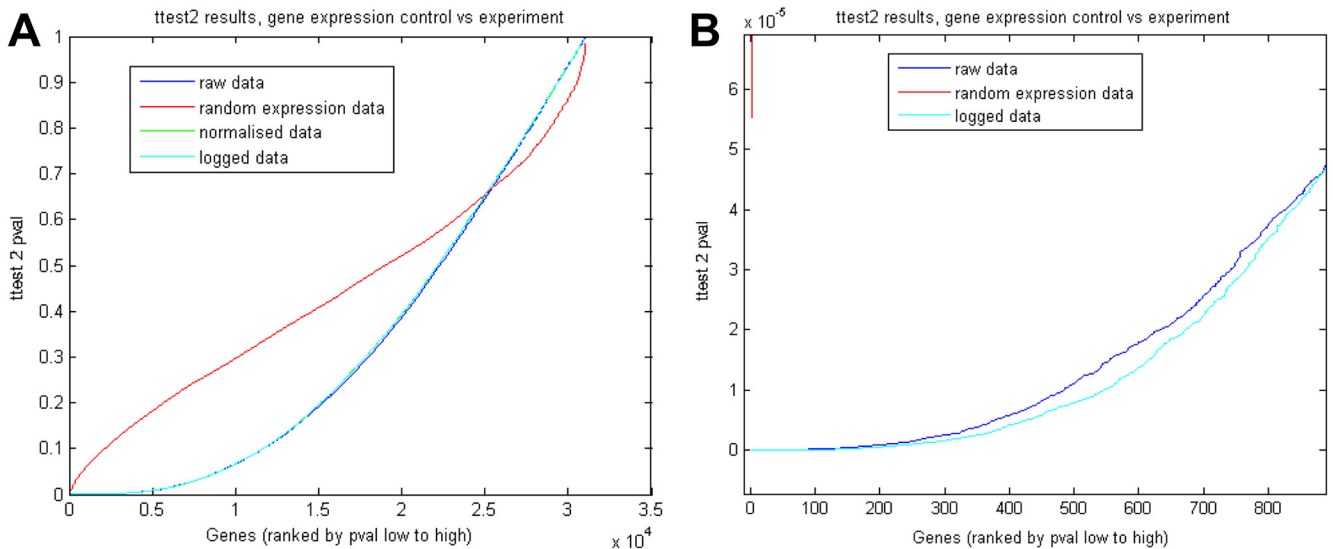 A
ttest2 results, gene expression control vs experiment
1
0.9
0.8
0.7
0.6
0.5
0.4
0.3
0.2
0.1
0
ttest 2 pval
raw data
random expression data
normalised data
logged data
0 0.5 1 1.5 2 2.5 3 3.5
x 10^4
Genes (ranked by pval low to high)
B
ttest2 results, gene expression control vs experiment
x 10^-5
6
5
4
3
2
1
0
ttest 2 pval
raw data
random expression data
logged data
0 100 200 300 400 500 600 700 800
Genes (ranked by pval low to high)